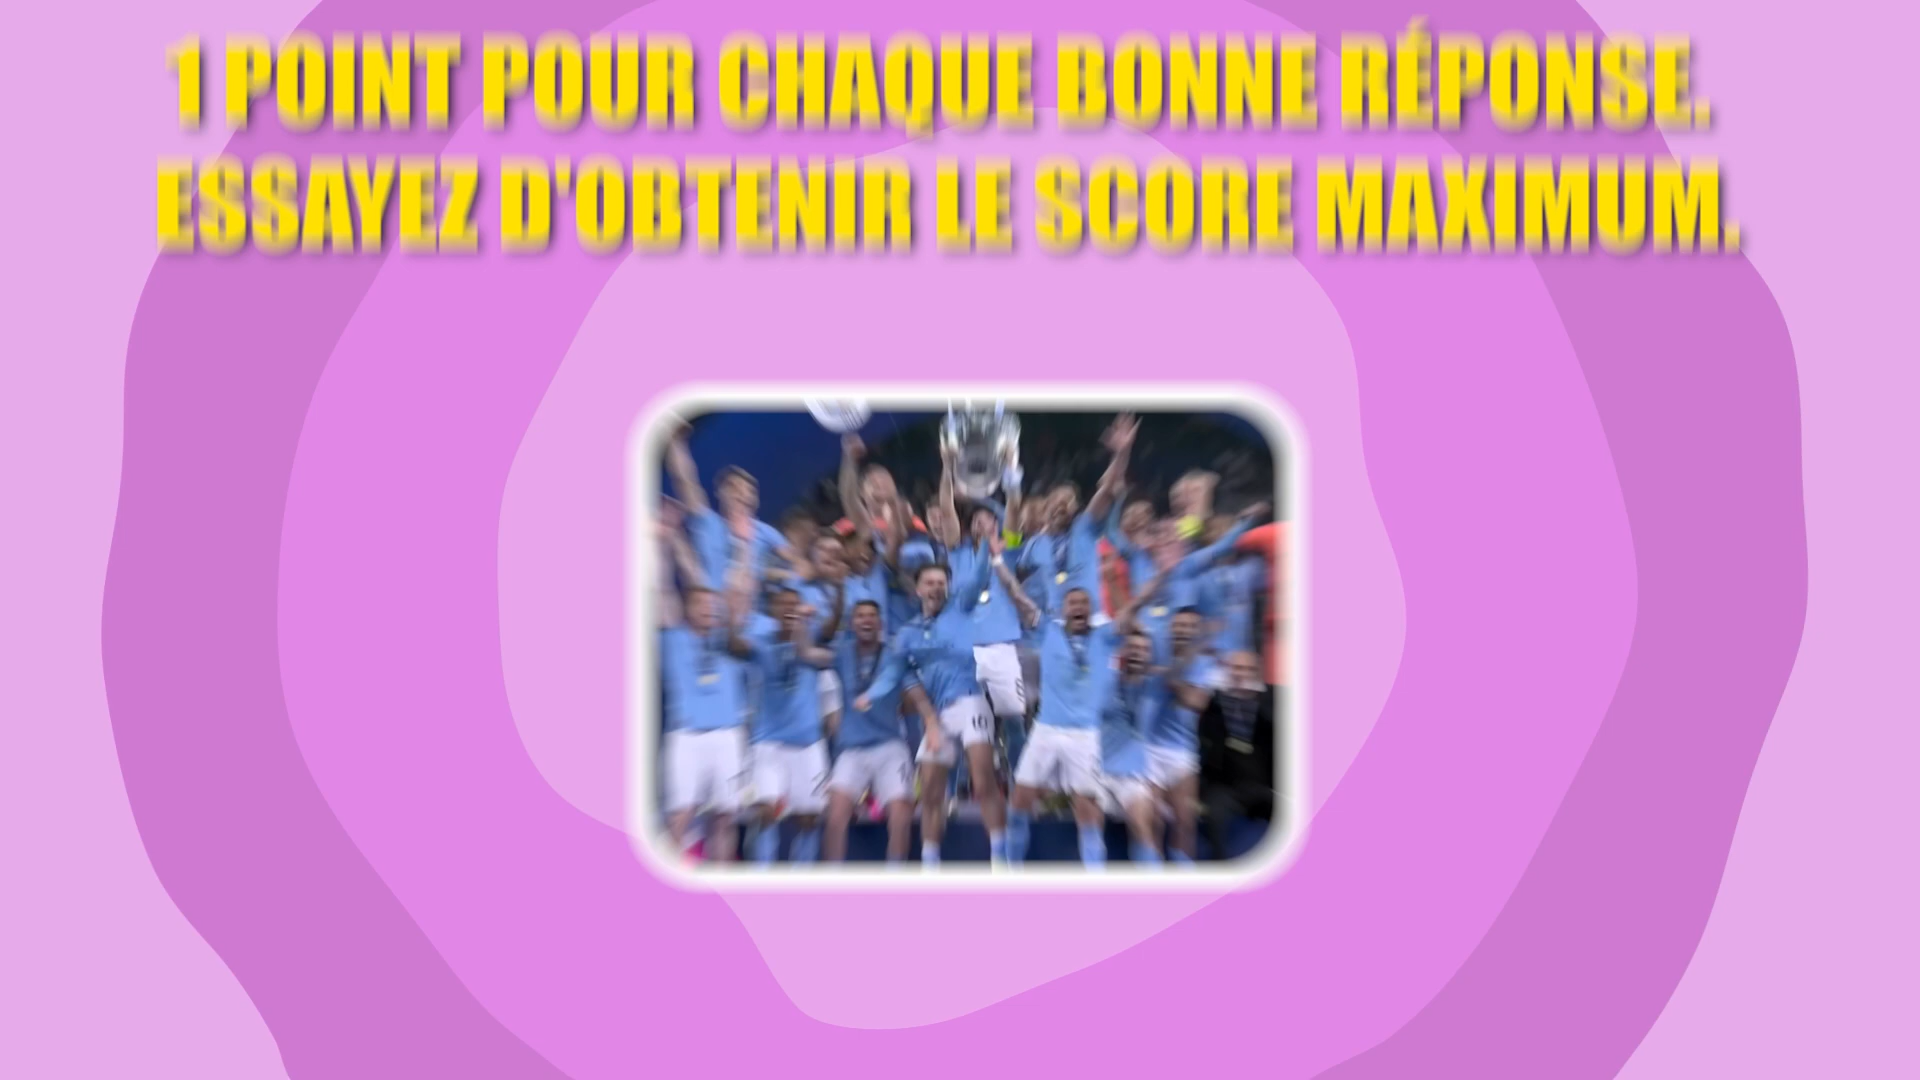 1 POINT POUR CHAQUE BONNE RÉPONSE.
ESSAYEZ D'OBTENIR LE SCORE MAXIMUM.